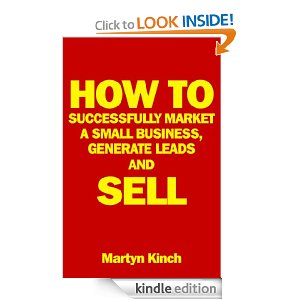 Click to
LOOK INSIDE!
HOW TO
SUCCESSFULLY MARKET
A SMALL BUSINESS,
GENERATE LEADS
AND
SELL
Martyn Kinch
kindle edition